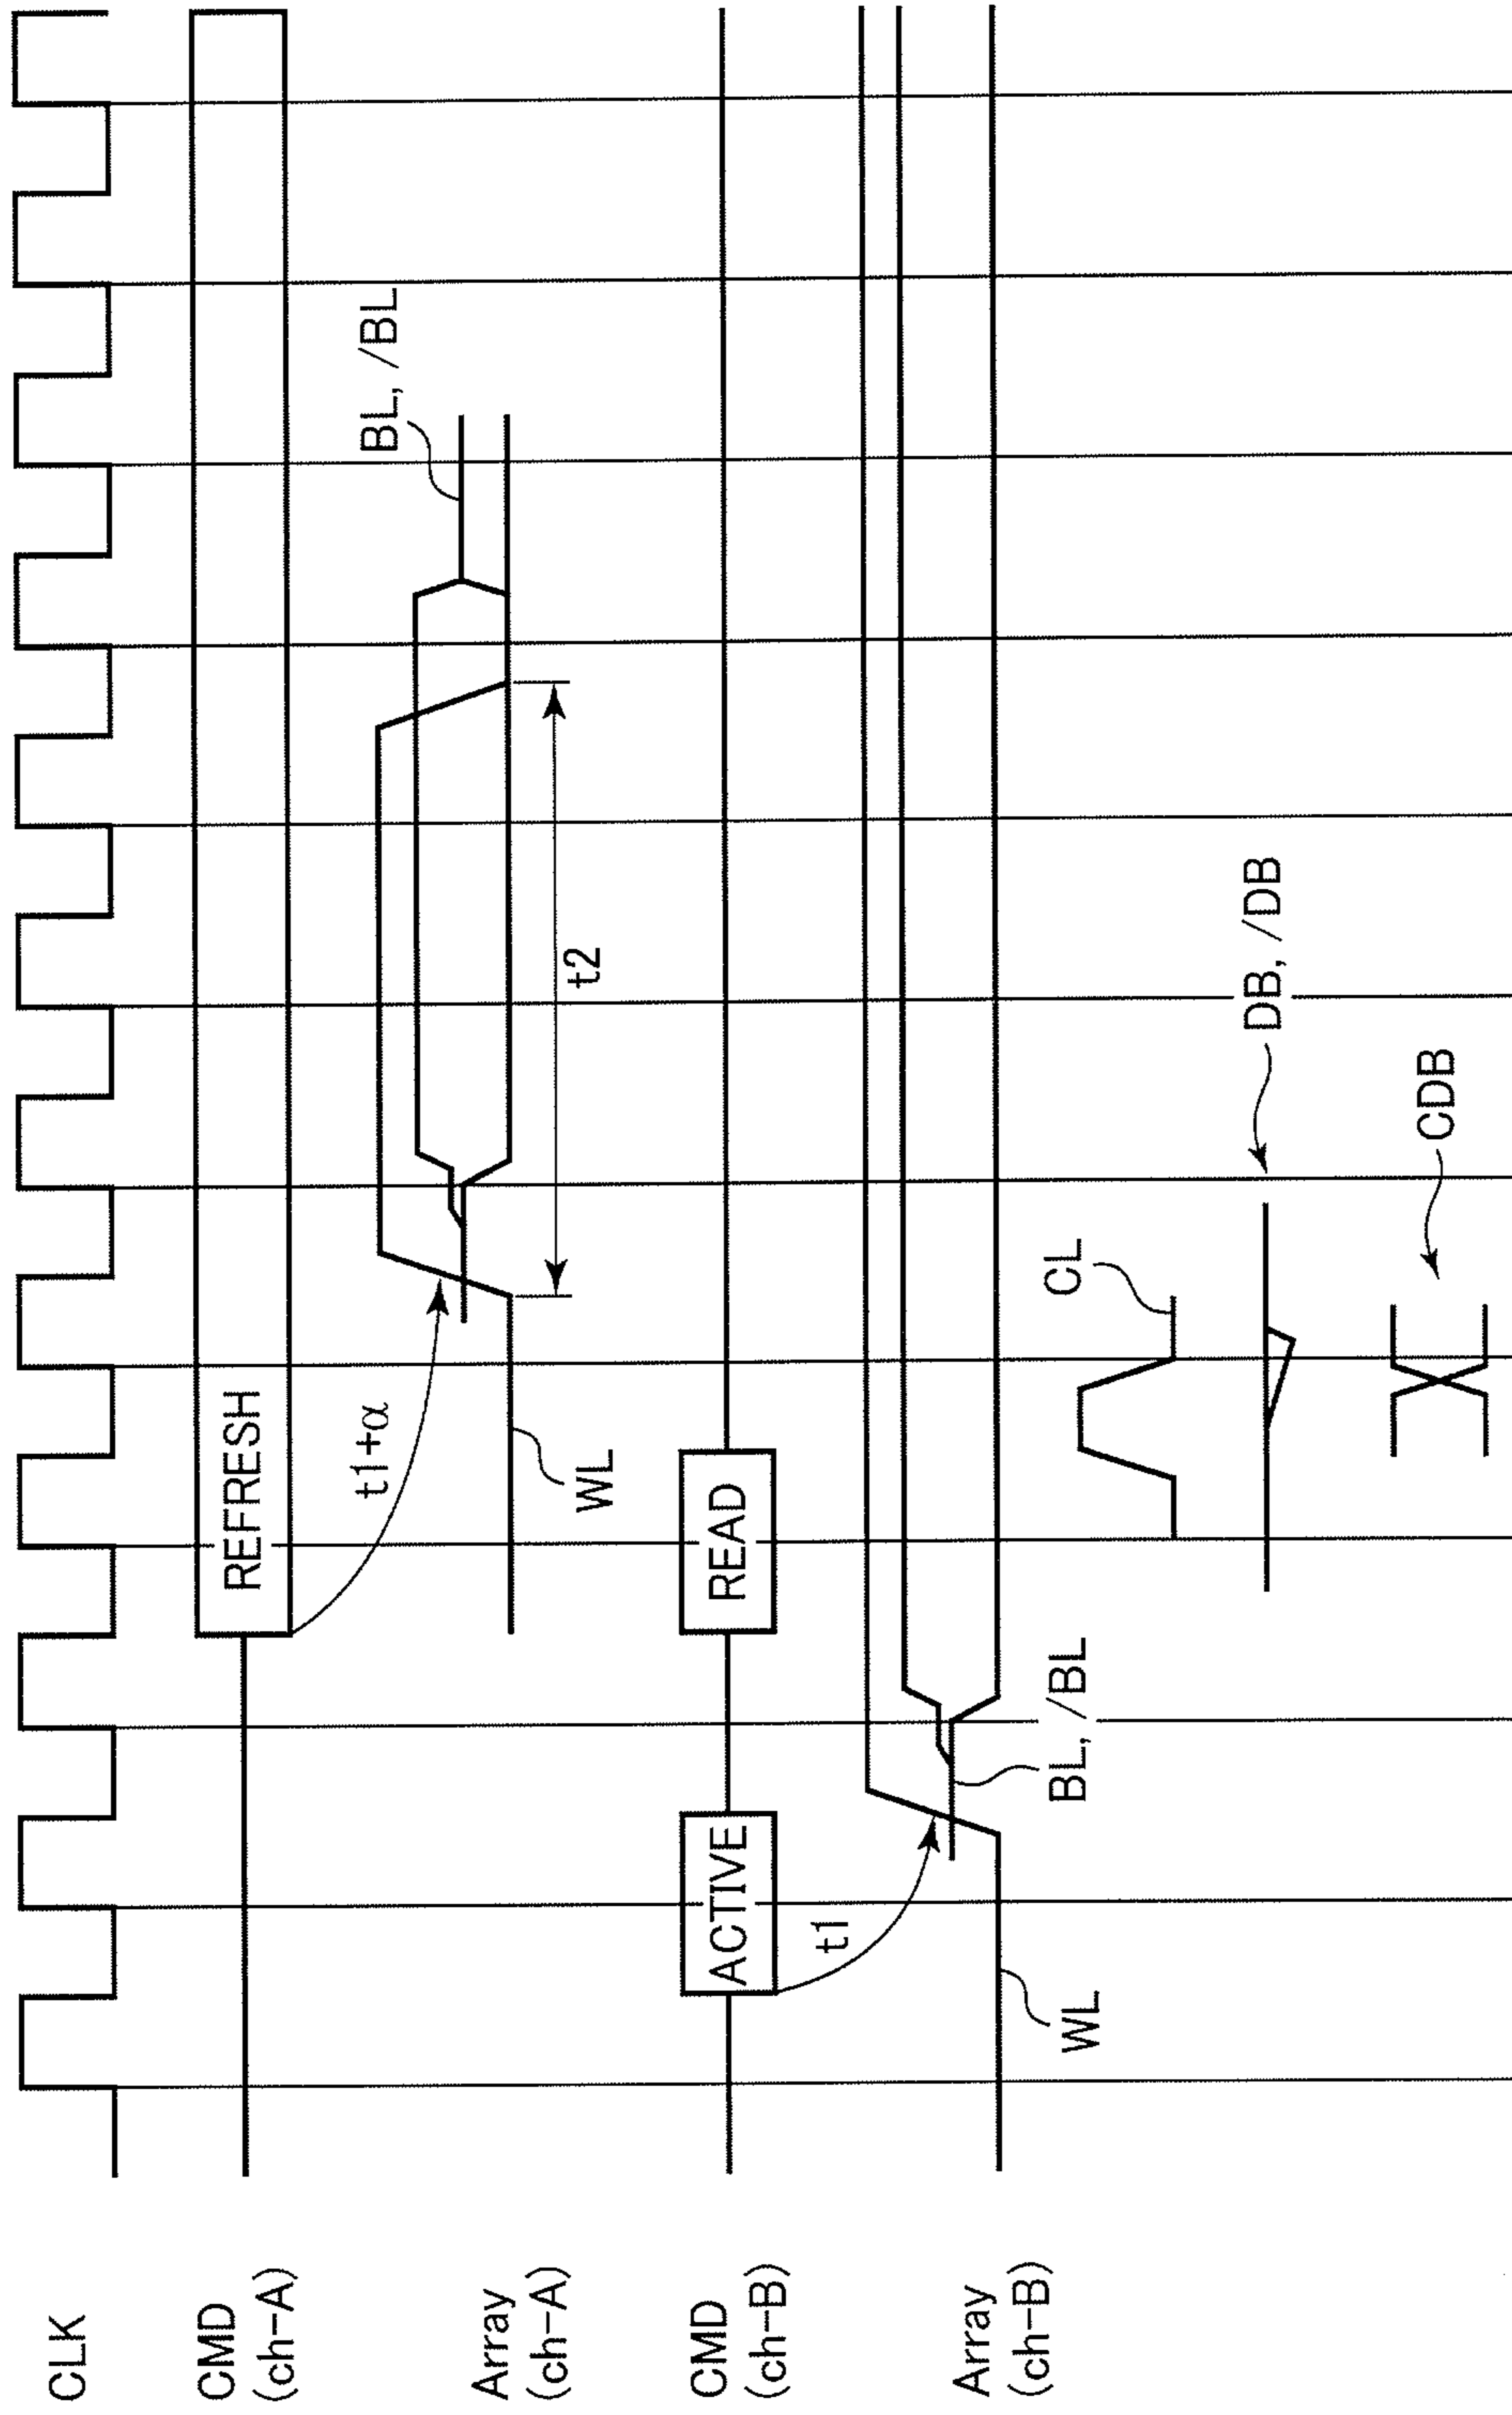 CLK
CMD
(ch-A)
REFRESH
t1+α
BL, /BL
Array
(ch-A)
WL
t2
CMD
(ch-B)
ACTIVE
READ
t1
Array
(ch-B)
WL
BL, /BL
CL
DB, /DB
CDB